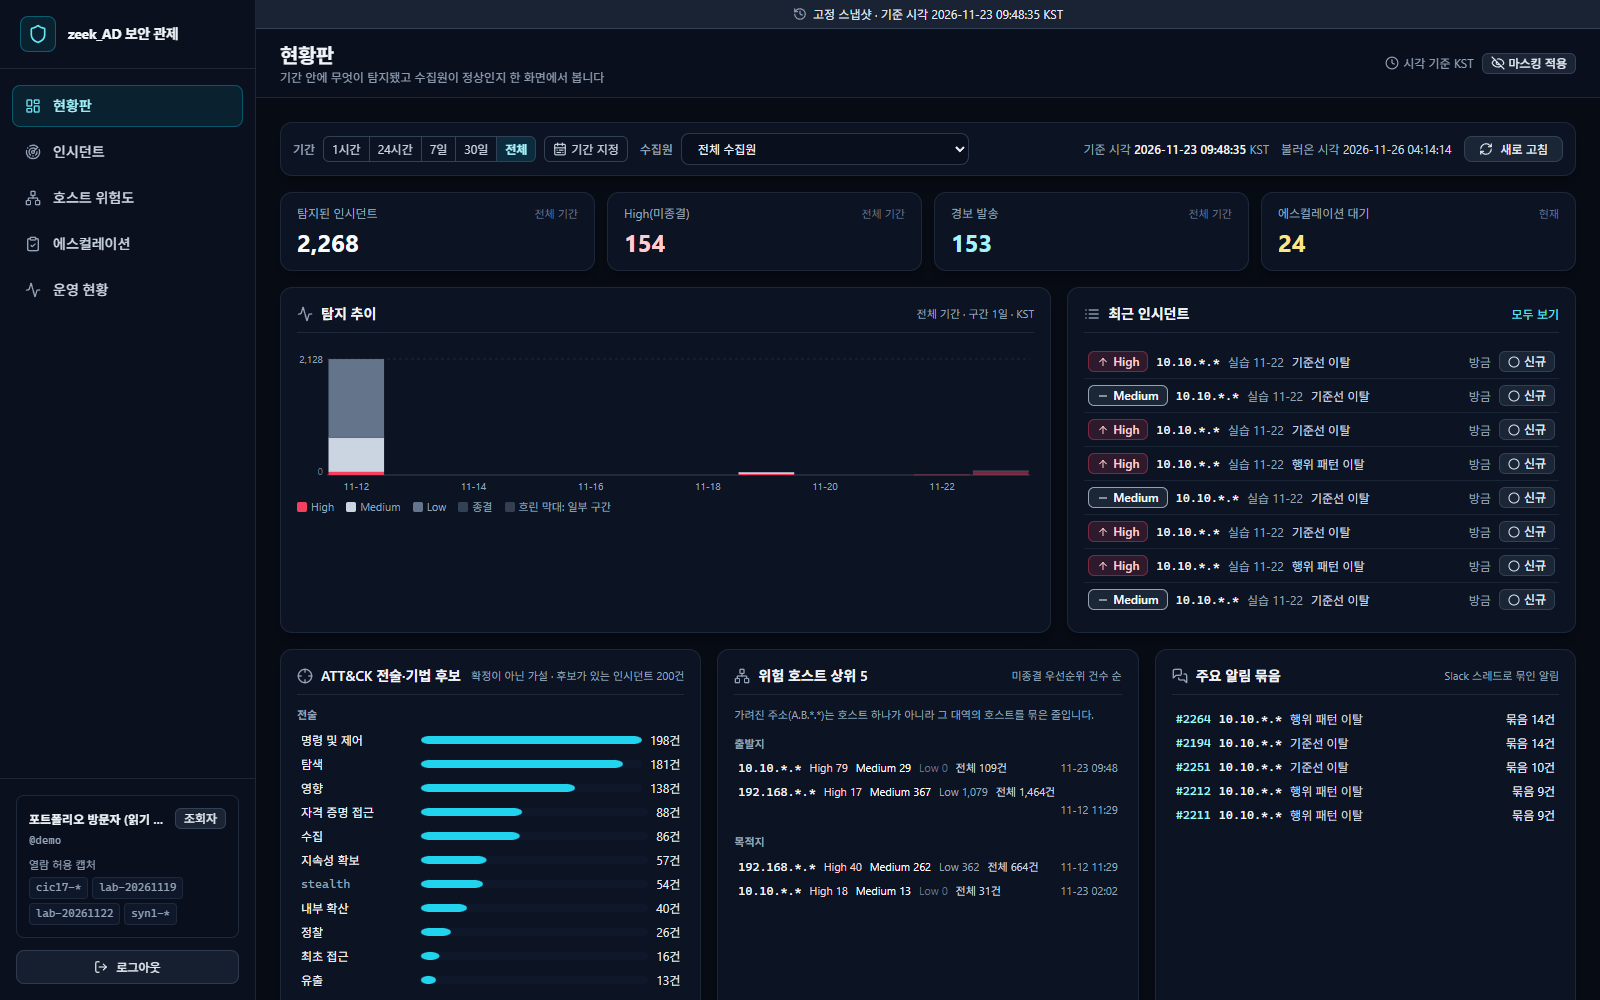 고정 스냅샷 · 기준 시각 2026-11-23 09:48:35 KST
zeek_AD 보안 관제
현황판
인시던트
호스트 위험도
에스컬레이션
운영 현황
포트폴리오 방문자 (읽기 ...
조회자
@demo
열람 허용 캡처
cic17-*
lab-20261119
lab-20261122
syn1-*
로그아웃
현황판
기간 안에 무엇이 탐지됐고 수집원이 정상인지 한 화면에서 봅니다
시각 기준 KST
마스킹 적용
기간 1시간 24시간 7일 30일 전체 기간 지정 수집원 전체 수집원
기준 시각 2026-11-23 09:48:35 KST 불러온 시각 2026-11-26 04:14:14 새로 고침
탐지된 인시던트 전체 기간
2,268
High(미종결) 전체 기간
154
경보 발송 전체 기간
153
에스컬레이션 대기 현재
24
탐지 추이 전체 기간 · 구간 1일 · KST
2,128
0
11-12 11-14 11-16 11-18 11-20 11-22
High Medium Low 종결 흐린 막대: 일부 구간
최근 인시던트 모두 보기
High 10.10.*.* 실습 11-22 기준선 이탈 방금 신규
Medium 10.10.*.* 실습 11-22 기준선 이탈 방금 신규
High 10.10.*.* 실습 11-22 기준선 이탈 방금 신규
High 10.10.*.* 실습 11-22 행위 패턴 이탈 방금 신규
Medium 10.10.*.* 실습 11-22 기준선 이탈 방금 신규
High 10.10.*.* 실습 11-22 기준선 이탈 방금 신규
High 10.10.*.* 실습 11-22 행위 패턴 이탈 방금 신규
Medium 10.10.*.* 실습 11-22 기준선 이탈 방금 신규
ATT&CK 전술·기법 후보 확정이 아닌 가설 · 후보가 있는 인시던트 200건
전술
명령 및 제어 198건
탐색 181건
영향 138건
자격 증명 접근 88건
수집 86건
지속성 확보 57건
stealth 54건
내부 확산 40건
정찰 26건
최초 접근 16건
유출 13건
위험 호스트 상위 5 미종결 우선순위 건수 순
가려진 주소(A.B.*.*)는 호스트 하나가 아니라 그 대역의 호스트를 묶은 줄입니다.
출발지
10.10.*.* High 79 Medium 29 Low 0 전체 109건 11-23 09:48
192.168.*.* High 17 Medium 367 Low 1,079 전체 1,464건
11-12 11:29
목적지
192.168.*.* High 40 Medium 262 Low 362 전체 664건 11-12 11:29
10.10.*.* High 18 Medium 13 Low 0 전체 31건 11-23 02:02
주요 알림 묶음 Slack 스레드로 묶인 알림
#2264 10.10.*.* 행위 패턴 이탈 묶음 14건
#2194 10.10.*.* 기준선 이탈 묶음 14건
#2251 10.10.*.* 기준선 이탈 묶음 10건
#2212 10.10.*.* 행위 패턴 이탈 묶음 9건
#2211 10.10.*.* 행위 패턴 이탈 묶음 9건